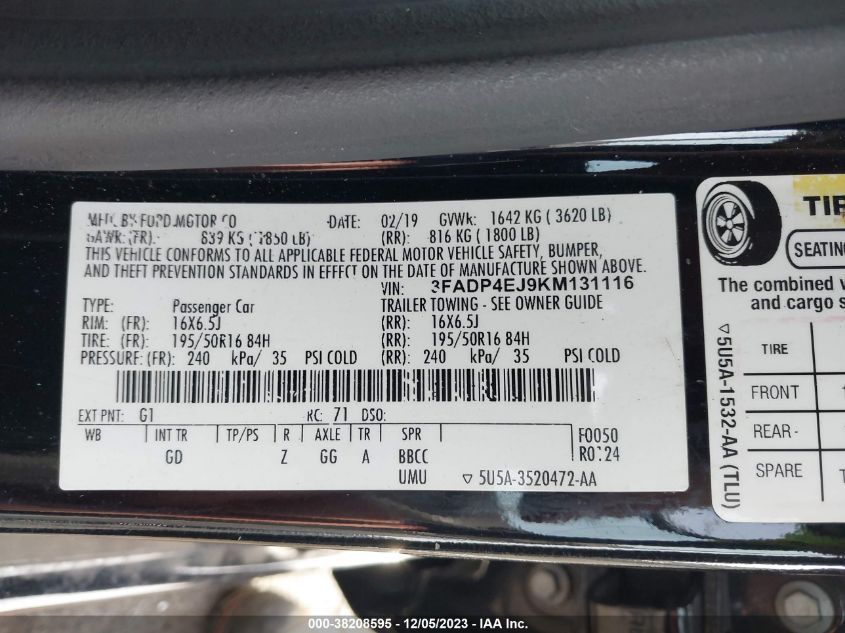 MFD. BY FORD MOTOR CO DATE: 02/19 GVWR: 1642 KG ( 3620 LB)
GAWR: (FR): 839 KG ( 1850 LB) (RR): 816 KG ( 1800 LB)
THIS VEHICLE CONFORMS TO ALL APPLICABLE FEDERAL MOTOR VEHICLE SAFETY, BUMPER,
AND THEFT PREVENTION STANDARDS IN EFFECT ON THE DATE OF MANUFACTURE SHOWN ABOVE.
VIN: 3FADP4EJ9KM131116
TYPE: Passenger Car TRAILER TOWING - SEE OWNER GUIDE
RIM: (FR): 16X6.5J (RR): 16X6.5J
TIRE: (FR): 195/50R16 84H (RR): 195/50R16 84H
PRESSURE: (FR): 240 kPa/ 35 PSI COLD (RR): 240 kPa/ 35 PSI COLD
EXT PNT: G1 RC: 71 DSO:
WB INT TR TP/PS R AXLE TR SPR F0050
GD Z GG A BBCC R0124
UMU ▽ 5U5A-3520472-AA
TIR
SEATING
The combined w
and cargo s
TIRE
FRONT
REAR
SPARE T
▽ 5U5A-1532-AA (TLU)
000-38208595 - 12/05/2023 - IAA Inc.